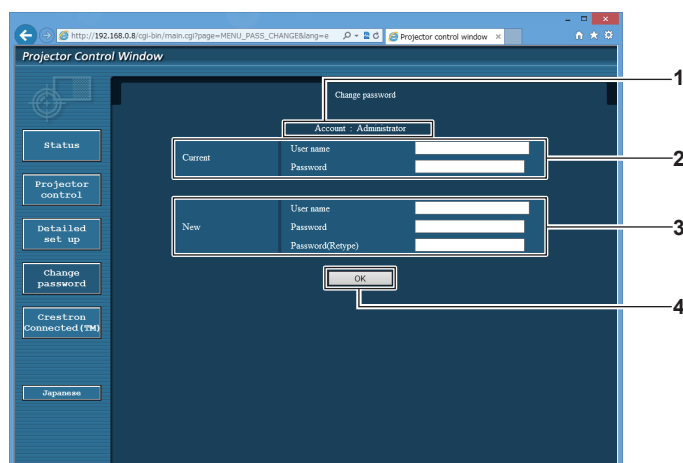 http://192.168.0.8/cgi-bin/main.cgi?page=MENU_PASS_CHANGE&lang=e
Projector control window
Projector Control Window
Change password
1
Account : Administrator
Status
Current
User name
Password
2
Projector
control
New
User name
Password
Password(Retype)
3
Detailed
set up
Change
password
OK
4
Crestron
Connected(TM)
Japanese